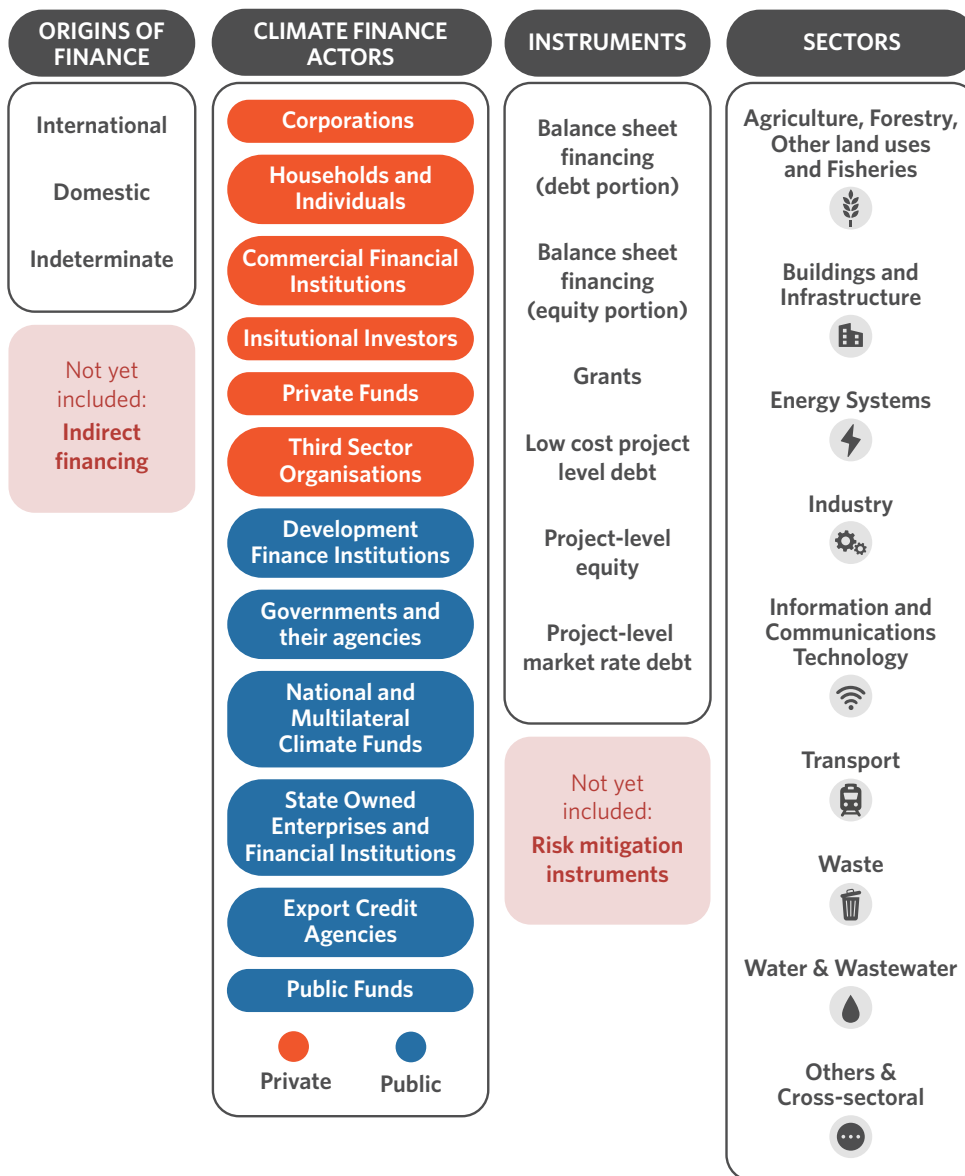 ORIGINS OF
FINANCE
International
Domestic
Indeterminate
Not yet
included:
Indirect
financing
CLIMATE FINANCE
ACTORS
Corporations
Households and
Individuals
Commercial Financial
Institutions
Insitutional Investors
Private Funds
Third Sector
Organisations
Development
Finance Institutions
Governments and
their agencies
National and
Multilateral
Climate Funds
State Owned
Enterprises and
Financial Institutions
Export Credit
Agencies
Public Funds
Private
Public
INSTRUMENTS
Balance sheet
financing
(debt portion)
Balance sheet
financing
(equity portion)
Grants
Low cost project
level debt
Project-level
equity
Project-level
market rate debt
Not yet
included:
Risk mitigation
instruments
SECTORS
Agriculture, Forestry,
Other land uses
and Fisheries
Buildings and
Infrastructure
Energy Systems
Industry
Information and
Communications
Technology
Transport
Waste
Water & Wastewater
Others &
Cross-sectoral